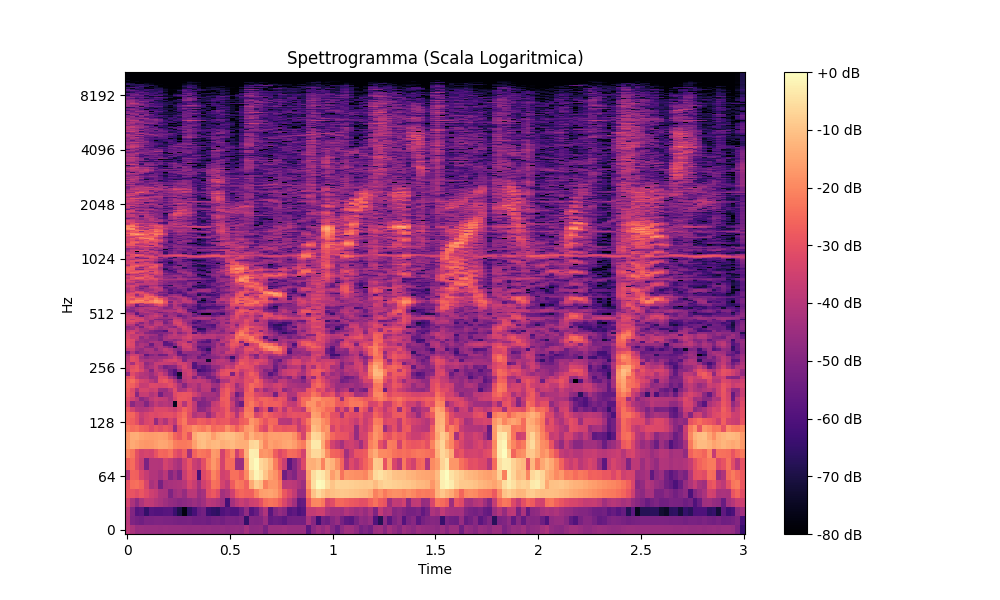 Spettrogramma (Scala Logaritmica)
Hz
8192
4096
2048
1024
512
256
128
64
0
0 0.5 1 1.5 2 2.5 3
Time
+0 dB
-10 dB
-20 dB
-30 dB
-40 dB
-50 dB
-60 dB
-70 dB
-80 dB